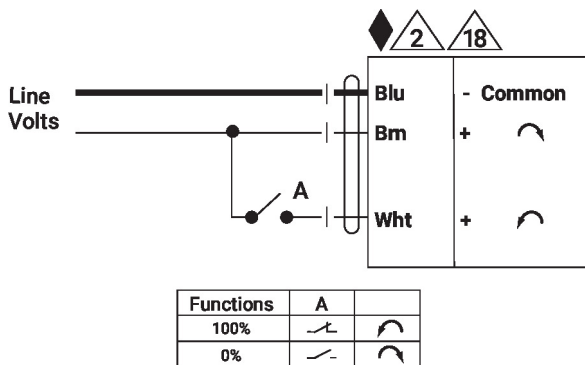 2 18
Line
Volts
Blu - Common
Brn +
A
Wht +
Functions A
100%
0%